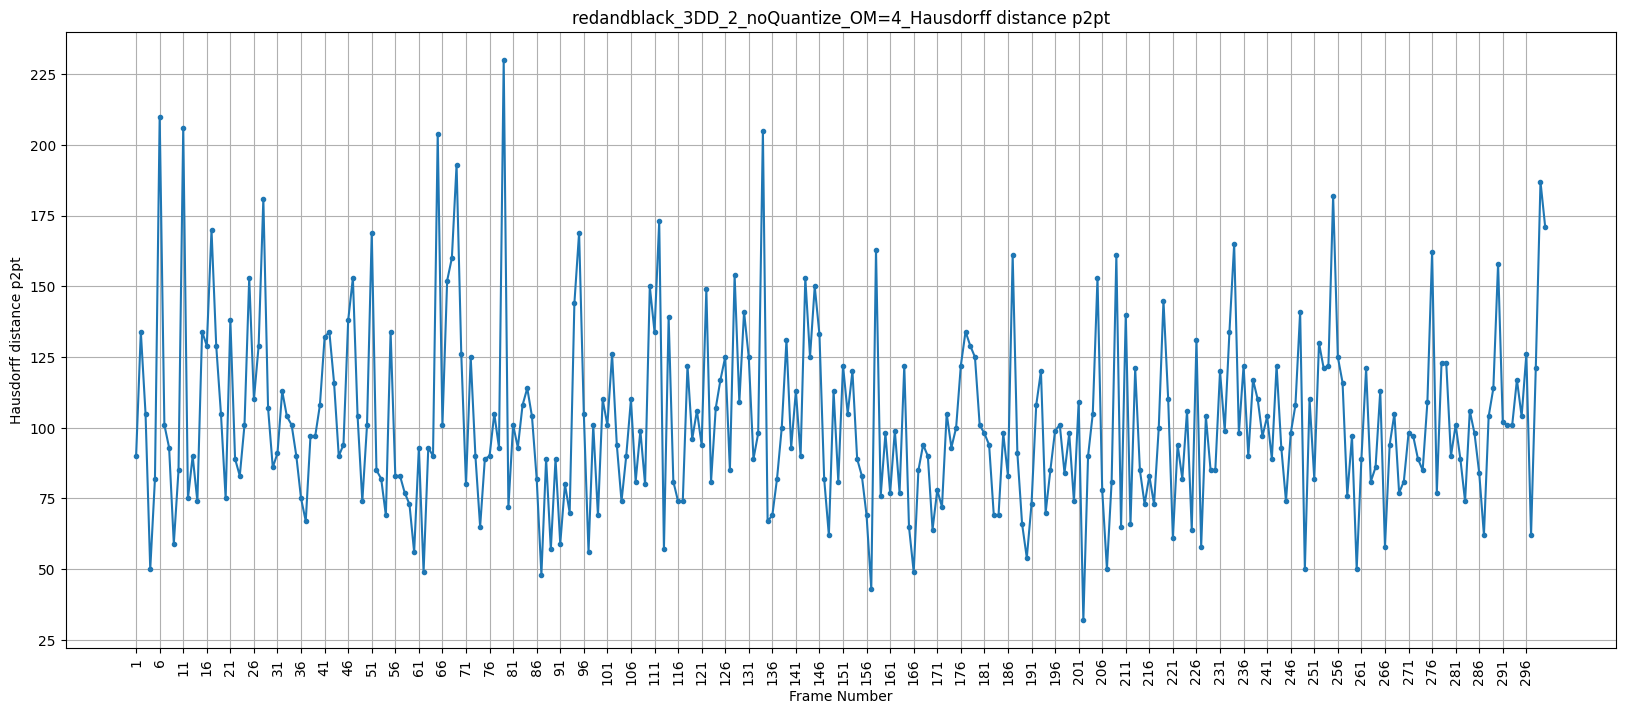 redandblack_3DD_2_noQuantize_OM=4_Hausdorff distance p2pt
Hausdorff distance p2pt
225
200
175
150
125
100
75
50
25
1 6 11 16 21 26 31 36 41 46 51 56 61 66 71 76 81 86 91 96 101 106 111 116 121 126 131 136 141 146 151 156 161 166 171 176 181 186 191 196 201 206 211 216 221 226 231 236 241 246 251 256 261 266 271 276 281 286 291 296
Frame Number